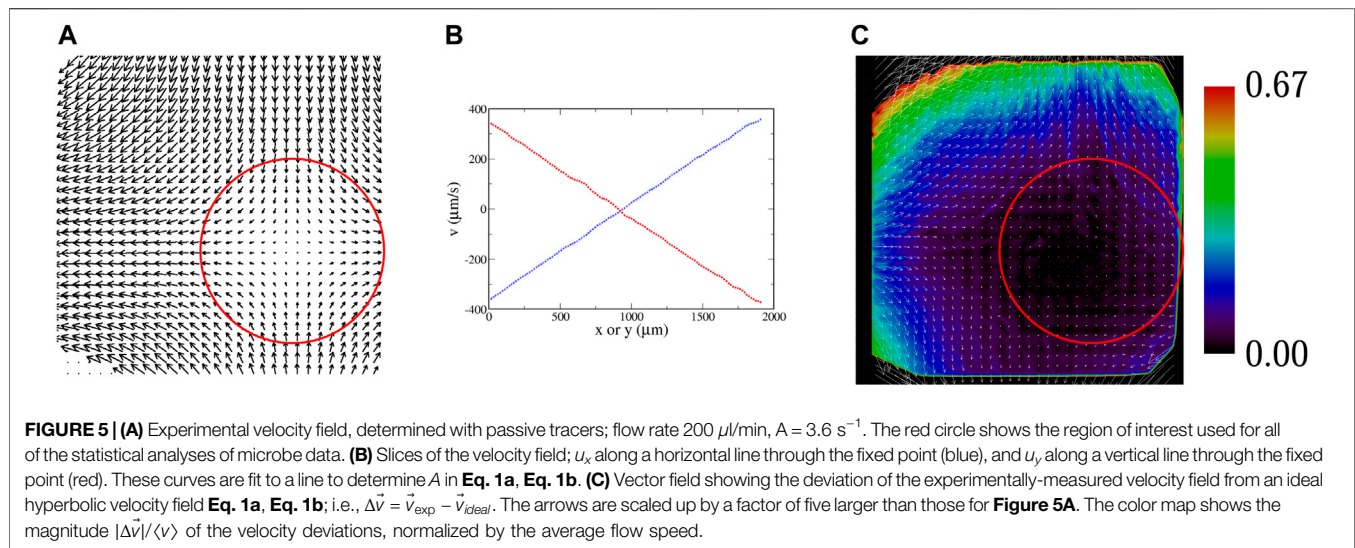 A
B
C
400
200
0
-200
-400
v (μm/s)
0
500
1000
1500
2000
x or y (μm)
0.67
0.00
FIGURE 5 | (A) Experimental velocity field, determined with passive tracers; flow rate 200 μl/min, A = 3.6 s⁻¹. The red circle shows the region of interest used for all
of the statistical analyses of microbe data. (B) Slices of the velocity field; uₓ along a horizontal line through the fixed point (blue), and u_y along a vertical line through the fixed
point (red). These curves are fit to a line to determine A in Eq. 1a, Eq. 1b. (C) Vector field showing the deviation of the experimentally-measured velocity field from an ideal
hyperbolic velocity field Eq. 1a, Eq. 1b; i.e., Δv⃗ = v⃗_exp − v⃗_ideal. The arrows are scaled up by a factor of five larger than those for Figure 5A. The color map shows the
magnitude |Δv⃗|/⟨v⟩ of the velocity deviations, normalized by the average flow speed.